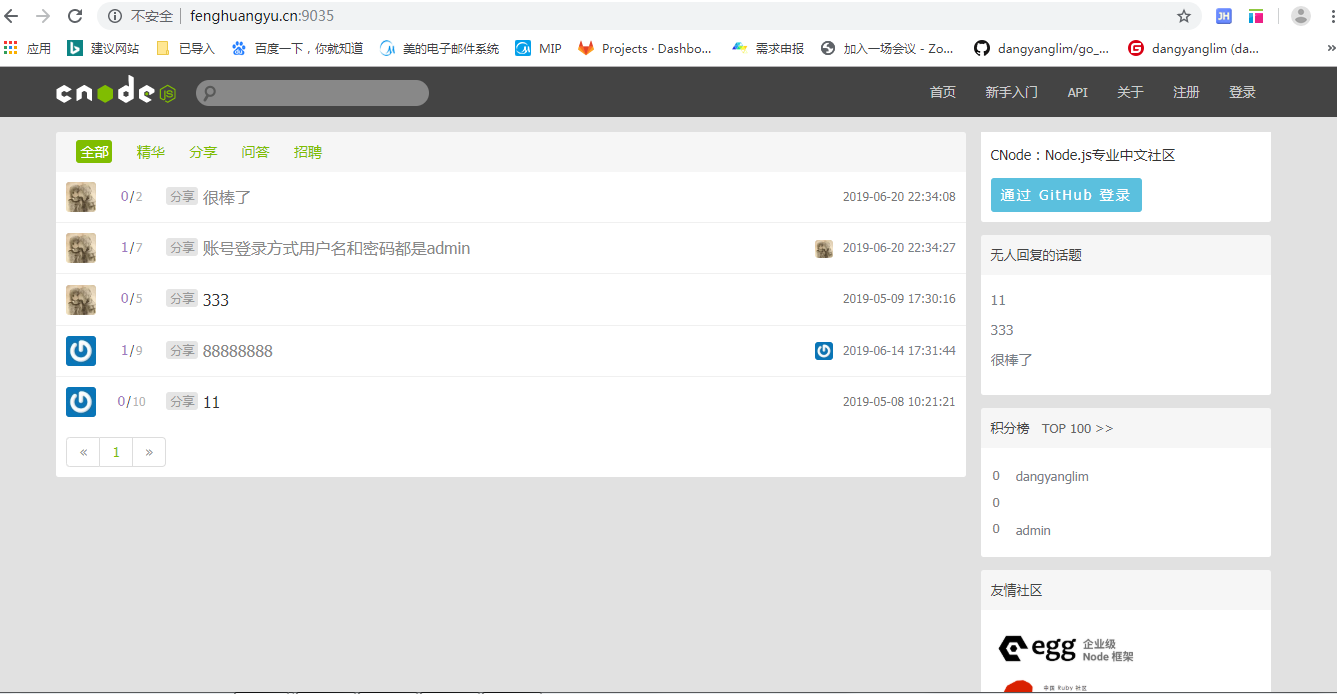 不安全 fenghuangyu.cn:9035
应用 建议网站 已导入 百度一下，你就知道 美的电子邮件系统 MIP Projects · Dashbo... 需求申报 加入一场会议 - Zo... dangyanglim/go_... dangyanglim (da... »
cnodejs 首页 新手入门 API 关于 注册 登录
全部 精华 分享 问答 招聘
0/2 分享 很棒了 2019-06-20 22:34:08
1/7 分享 账号登录方式用户名和密码都是admin 2019-06-20 22:34:27
0/5 分享 333 2019-05-09 17:30:16
1/9 分享 88888888 2019-06-14 17:31:44
0/10 分享 11 2019-05-08 10:21:21
« 1 »
CNode：Node.js专业中文社区
通过 GitHub 登录
无人回复的话题
11
333
很棒了
积分榜 TOP 100 >>
0 dangyanglim
0
0 admin
友情社区
egg 企业级
Node 框架
中国 Ruby 社区